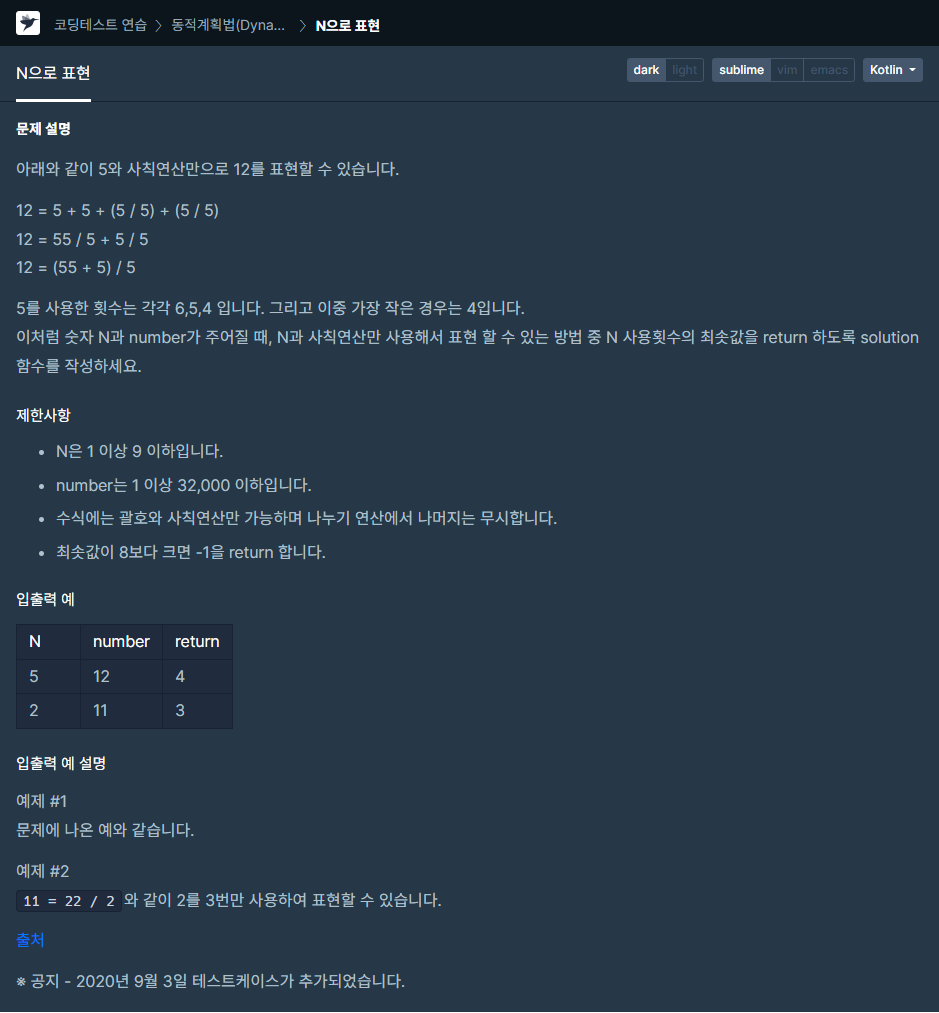 코딩테스트 연습 > 동적계획법(Dyna... > N으로 표현
N으로 표현
dark light sublime vim emacs Kotlin
문제 설명
아래와 같이 5와 사칙연산만으로 12를 표현할 수 있습니다.
12 = 5 + 5 + (5 / 5) + (5 / 5)
12 = 55 / 5 + 5 / 5
12 = (55 + 5) / 5
5를 사용한 횟수는 각각 6,5,4 입니다. 그리고 이중 가장 작은 경우는 4입니다.
이처럼 숫자 N과 number가 주어질 때, N과 사칙연산만 사용해서 표현 할 수 있는 방법 중 N 사용횟수의 최솟값을 return 하도록 solution
함수를 작성하세요.
제한사항
• N은 1 이상 9 이하입니다.
• number는 1 이상 32,000 이하입니다.
• 수식에는 괄호와 사칙연산만 가능하며 나누기 연산에서 나머지는 무시합니다.
• 최솟값이 8보다 크면 -1을 return 합니다.
입출력 예
N number return
5 12 4
2 11 3
입출력 예 설명
예제 #1
문제에 나온 예와 같습니다.
예제 #2
11 = 22 / 2 와 같이 2를 3번만 사용하여 표현할 수 있습니다.
출처
※ 공지 - 2020년 9월 3일 테스트케이스가 추가되었습니다.